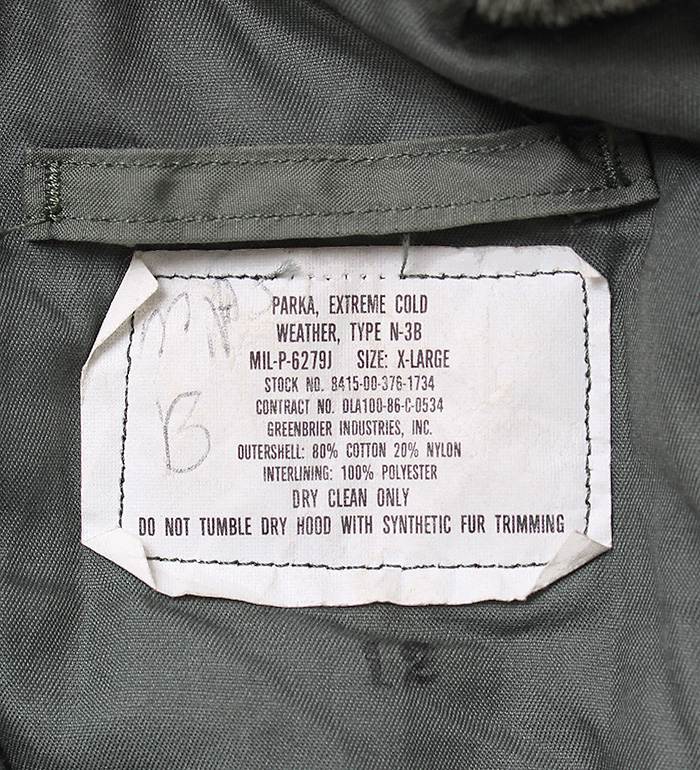 PARKA, EXTREME COLD
WEATHER, TYPE N-3B
MIL-P-6279J SIZE: X-LARGE
STOCK NO. 8415-00-376-1734
CONTRACT NO. DLA100-86-C-0534
GREENBRIER INDUSTRIES, INC.
OUTERSHELL: 80% COTTON 20% NYLON
INTERLINING: 100% POLYESTER
DRY CLEAN ONLY
DO NOT TUMBLE DRY HOOD WITH SYNTHETIC FUR TRIMMING
B